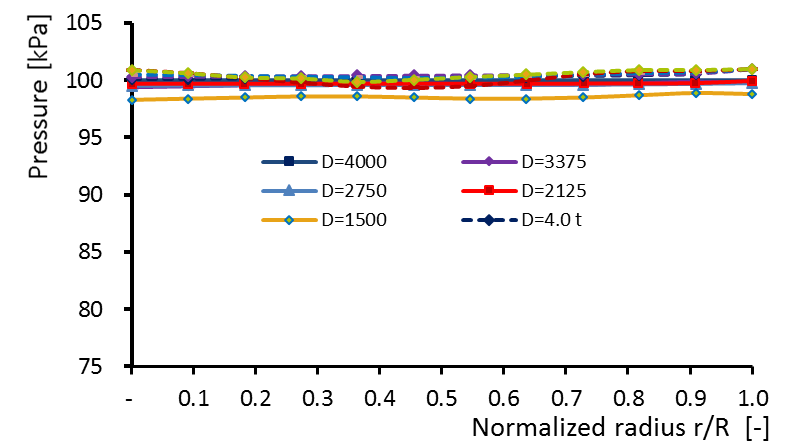 Pressure [kPa]
105
100
95
90
85
80
75
D=4000
D=3375
D=2750
D=2125
D=1500
D=4.0 t
- 0.1 0.2 0.3 0.4 0.5 0.6 0.7 0.8 0.9 1.0
Normalized radius r/R [-]